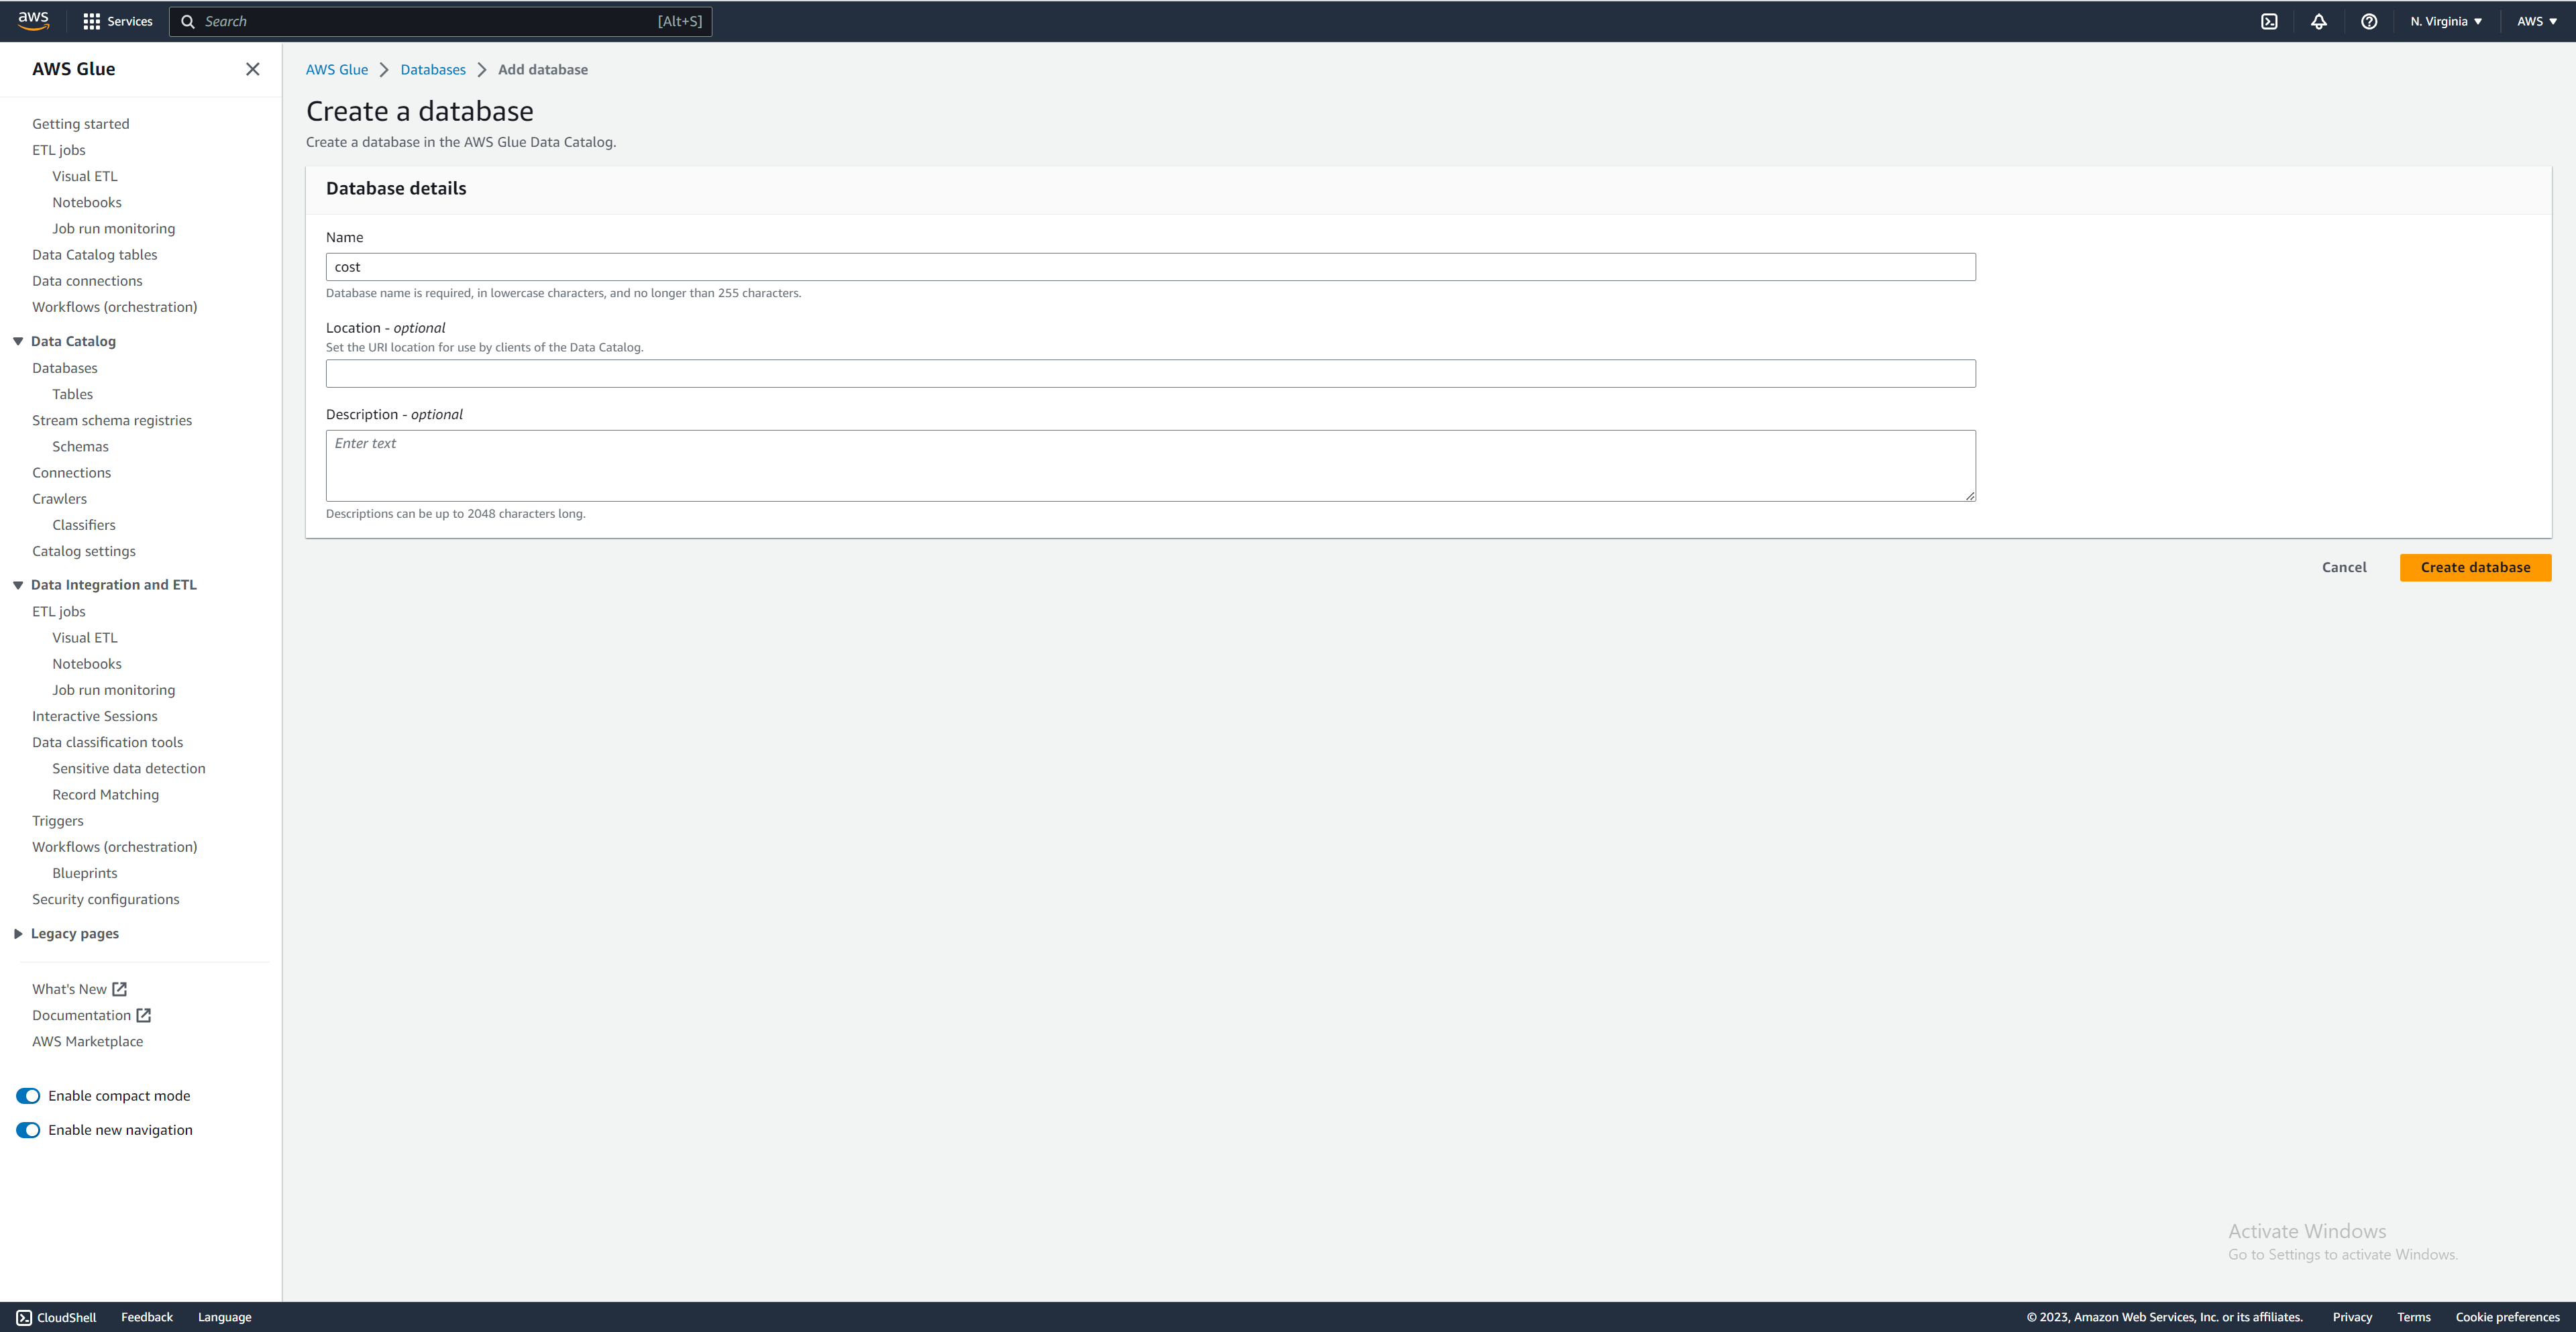 aws Services Search [Alt+S] N. Virginia AWS
AWS Glue
Getting started
ETL jobs
Visual ETL
Notebooks
Job run monitoring
Data Catalog tables
Data connections
Workflows (orchestration)
Data Catalog
Databases
Tables
Stream schema registries
Schemas
Connections
Crawlers
Classifiers
Catalog settings
Data Integration and ETL
ETL jobs
Visual ETL
Notebooks
Job run monitoring
Interactive Sessions
Data classification tools
Sensitive data detection
Record Matching
Triggers
Workflows (orchestration)
Blueprints
Security configurations
Legacy pages
What's New
Documentation
AWS Marketplace
Enable compact mode
Enable new navigation
AWS Glue Databases Add database
Create a database
Create a database in the AWS Glue Data Catalog.
Database details
Name
cost
Database name is required, in lowercase characters, and no longer than 255 characters.
Location - optional
Set the URI location for use by clients of the Data Catalog.
Description - optional
Enter text
Descriptions can be up to 2048 characters long.
Cancel Create database
Activate Windows
Go to Settings to activate Windows.
CloudShell Feedback Language © 2023, Amazon Web Services, Inc. or its affiliates. Privacy Terms Cookie preferences